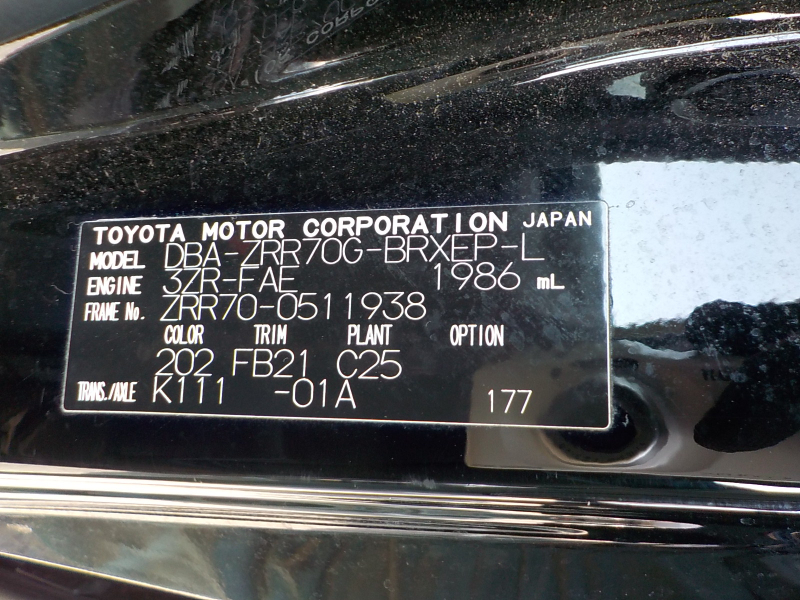 TOYOTA MOTOR CORPORATION JAPAN
MODEL DBA-ZRR70G-BRXEP-L
ENGINE 3ZR-FAE 1986 mL
FRAME No. ZRR70-0511938
COLOR TRIM PLANT OPTION
202 FB21 C25
TRANS./AXLE K111 -01A 177